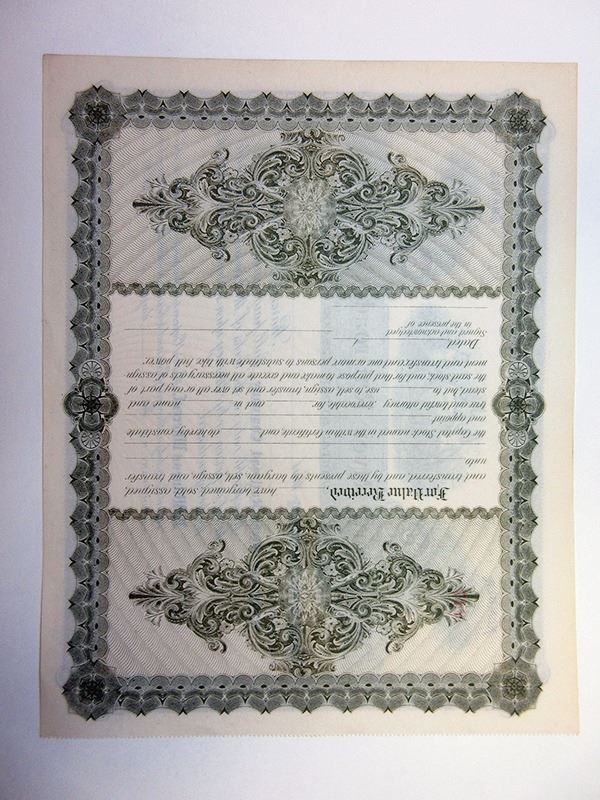 For Value Received, have bargained, sold, assigned,
and transferred and by these presents do bargain, sell, assign and transfer
unto
the Capital Stock named in the within Certificate and do hereby constitute
and appoint
true and lawful attorney, irrevocable for and in name and
stead, but to use, assign, transfer and set over all or any part of
the said stock, and for that purpose to make and execute all necessary acts of assign
ment and transfer and one or more persons to substitute with like full power.
Dated
Signed and acknowledged
in the presence of